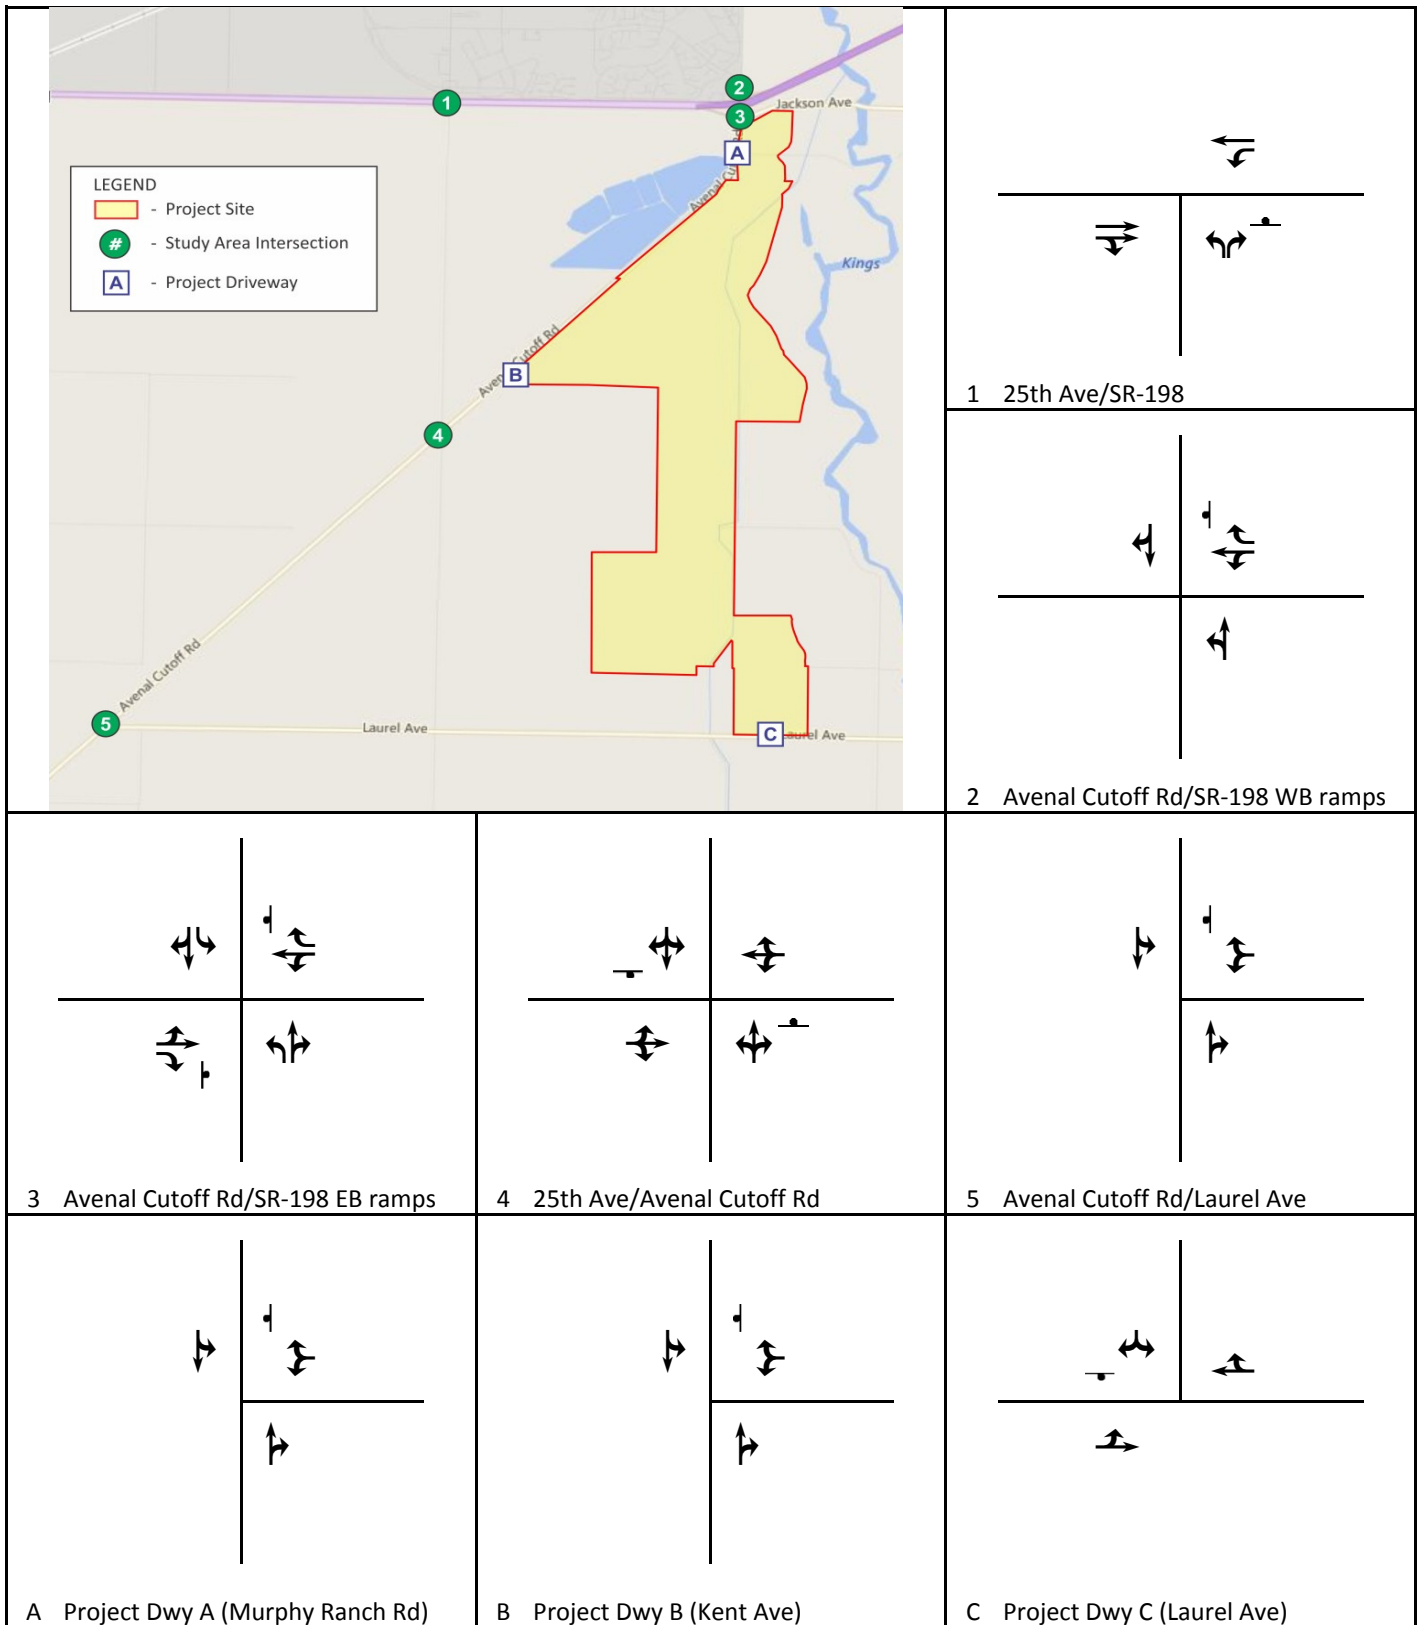 1
2
3
Jackson Ave
A
Avenal Cu
LEGEND
- Project Site
# - Study Area Intersection
A - Project Driveway
Kings
Avenal Cutoff Rd
B
4
Avenal Cutoff Rd
5
Laurel Ave
C
Laurel Ave
1 25th Ave/SR-198
2 Avenal Cutoff Rd/SR-198 WB ramps
3 Avenal Cutoff Rd/SR-198 EB ramps
4 25th Ave/Avenal Cutoff Rd
5 Avenal Cutoff Rd/Laurel Ave
A Project Dwy A (Murphy Ranch Rd)
B Project Dwy B (Kent Ave)
C Project Dwy C (Laurel Ave)